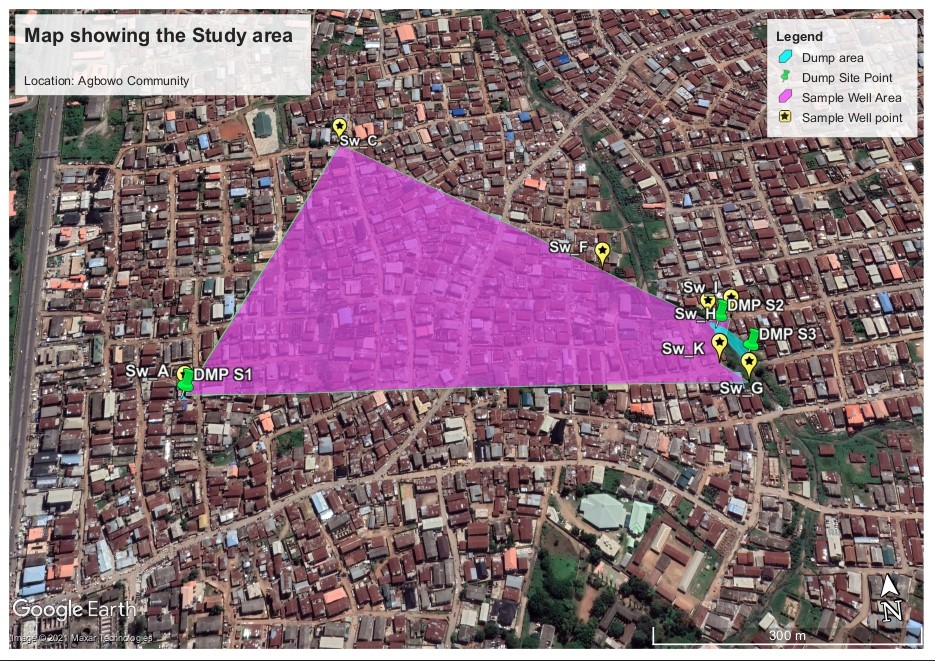 Map showing the Study area
Location: Agbowo Community
Legend
Dump area
Dump Site Point
Sample Well Area
Sample Well point
Sw_C
Sw_F
Sw_I
DMP S2
Sw_H
DMP S3
Sw_K
Sw_A
DMP S1
Sw_G
Google Earth
Image © 2021 Maxar Technologies
N
300 m